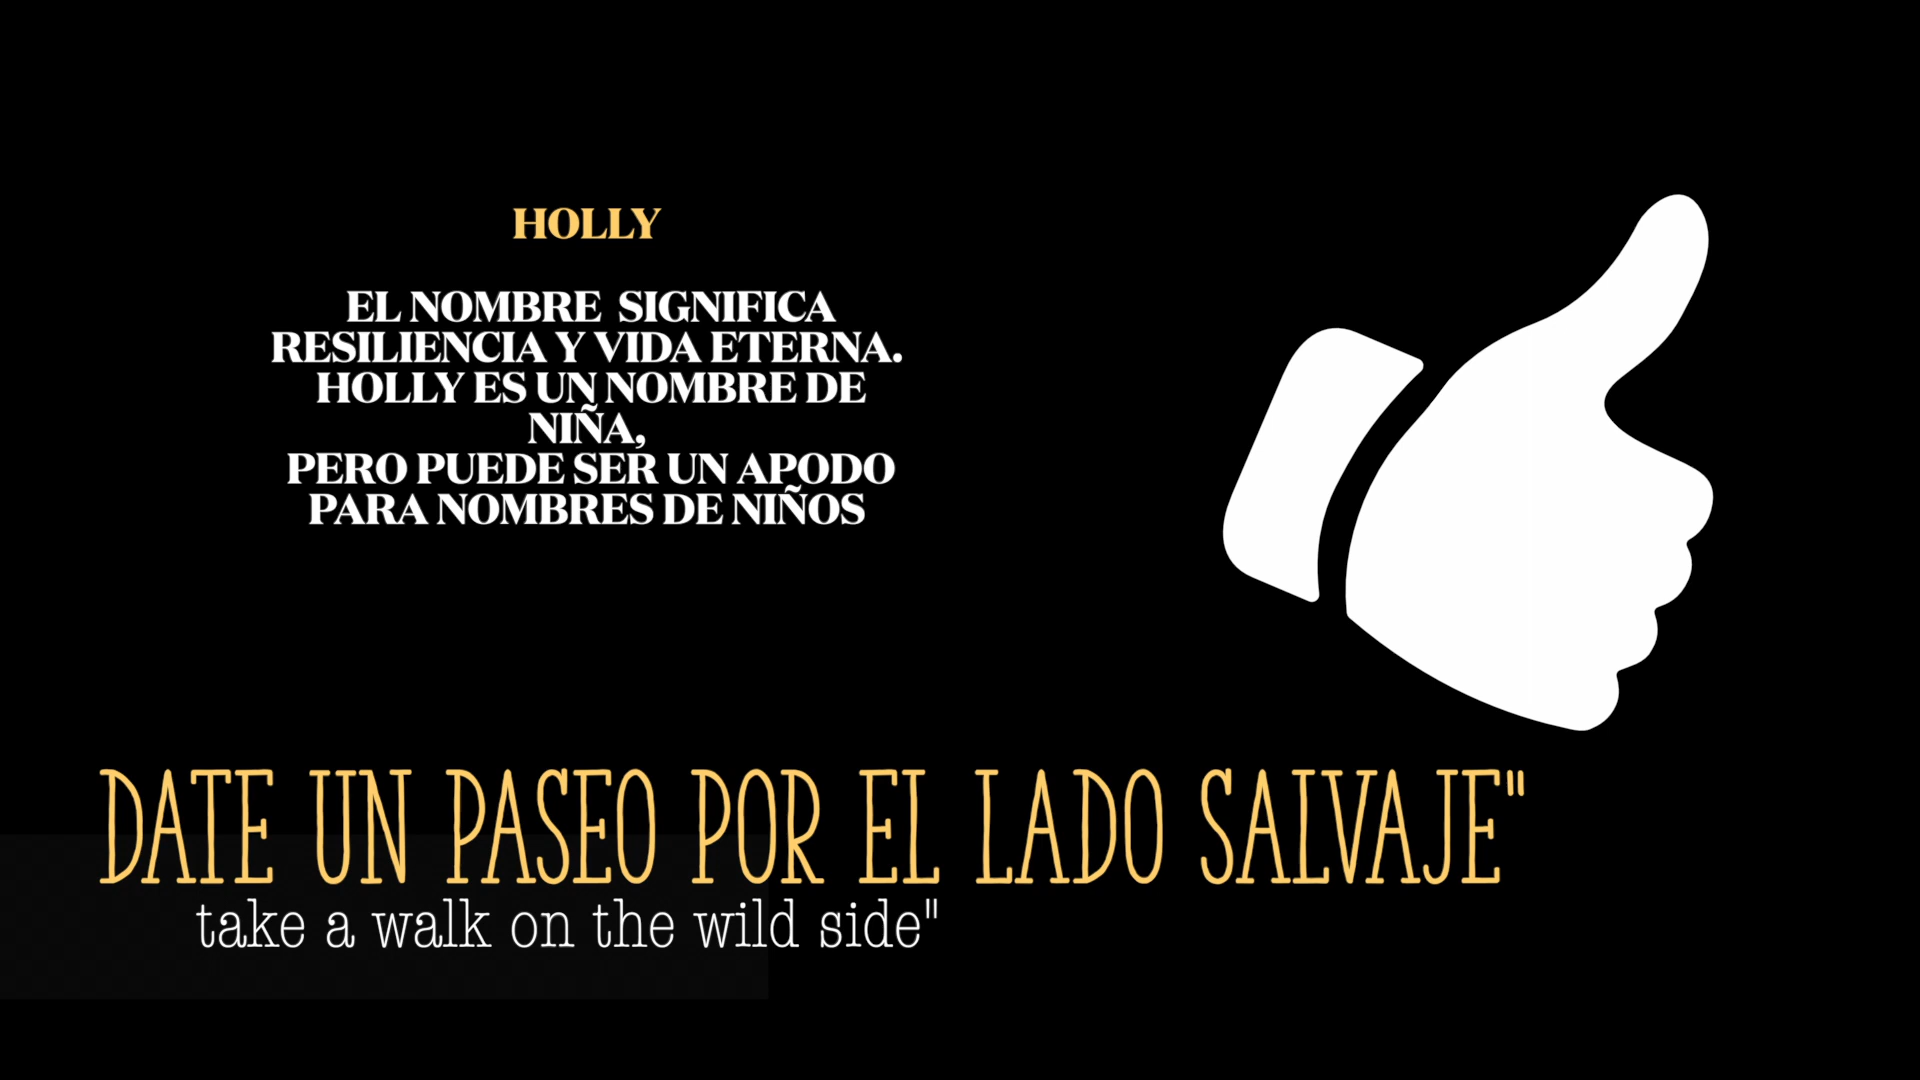 HOLLY
EL NOMBRE SIGNIFICA
RESILIENCIA Y VIDA ETERNA.
HOLLY ES UN NOMBRE DE
NIÑA,
PERO PUEDE SER UN APODO
PARA NOMBRES DE NIÑOS
DATE UN PASEO POR EL LADO SALVAJE"
take a walk on the wild side"